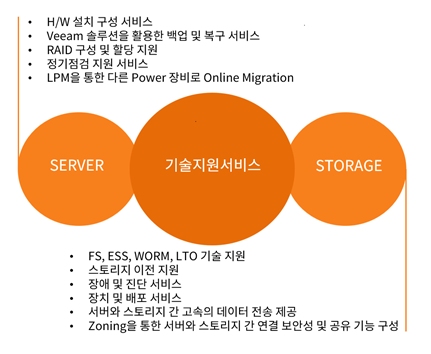 • H/W 설치 구성 서비스
• Veeam 솔루션을 활용한 백업 및 복구 서비스
• RAID 구성 및 할당 지원
• 정기점검 지원 서비스
• LPM을 통한 다른 Power 장비로 Online Migration
SERVER
기술지원서비스
STORAGE
• FS, ESS, WORM, LTO 기술 지원
• 스토리지 이전 지원
• 장애 및 진단 서비스
• 장치 및 배포 서비스
• 서버와 스토리지 간 고속의 데이터 전송 제공
• Zoning을 통한 서버와 스토리지 간 연결 보안성 및 공유 기능 구성